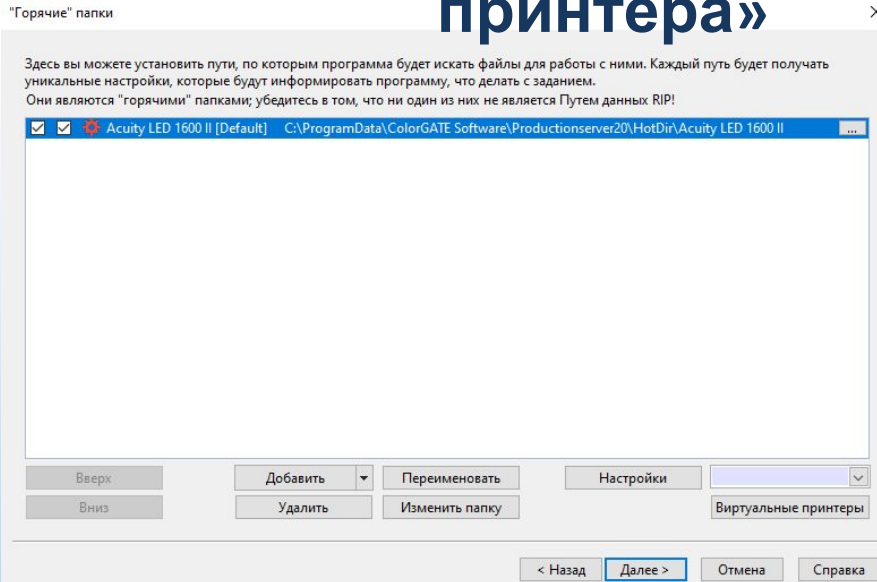 принтера»
"Горячие" папки
Здесь вы можете установить пути, по которым программа будет искать файлы для работы с ними. Каждый путь будет получать
уникальные настройки, которые будут информировать программу, что делать с заданием.
Они являются "горячими" папками; убедитесь в том, что ни один из них не является Путем данных RIP!
Acuity LED 1600 II [Default] C:\ProgramData\ColorGATE Software\Productionserver20\HotDir\Acuity LED 1600 II ...
Вверх Добавить Переименовать Настройки
Вниз Удалить Изменить папку Виртуальные принтеры
< Назад Далее > Отмена Справка